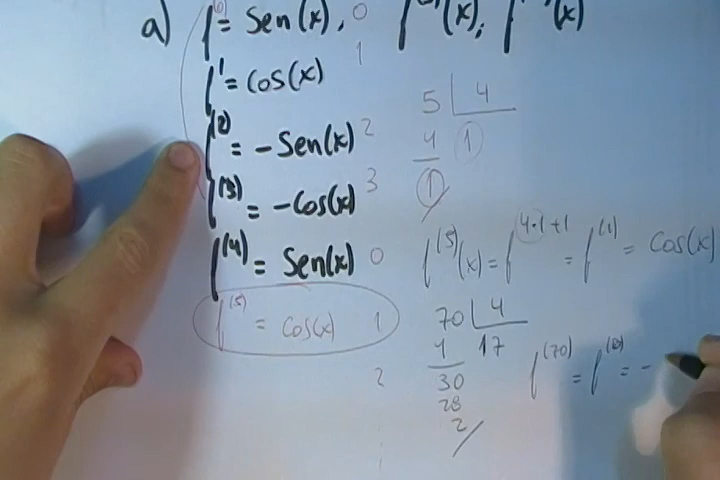 a) f⁽⁰⁾= Sen(x), 0 (x); (x)
f' = Cos(x) 1
f⁽²⁾ = -Sen(x) 2
f⁽³⁾ = -Cos(x) 3
f⁽⁴⁾ = Sen(x) 0
f⁽⁵⁾ = Cos(x) 1
2
5 | 4
4 1
1
f⁽⁵⁾(x) = f⁽⁴·¹⁺¹⁾ = f⁽¹⁾ = Cos(x)
70 | 4
4 17
30
28
2
f⁽⁷⁰⁾ = f = -